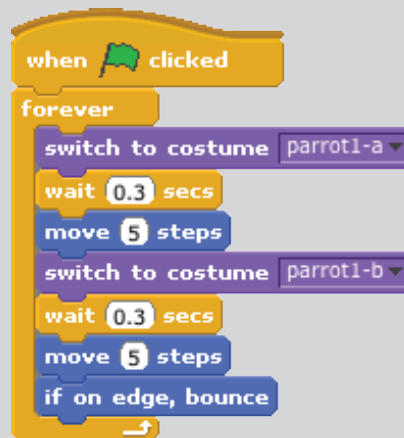 when clicked
forever
switch to costume parrot1-a
wait 0.3 secs
move 5 steps
switch to costume parrot1-b
wait 0.3 secs
move 5 steps
if on edge, bounce